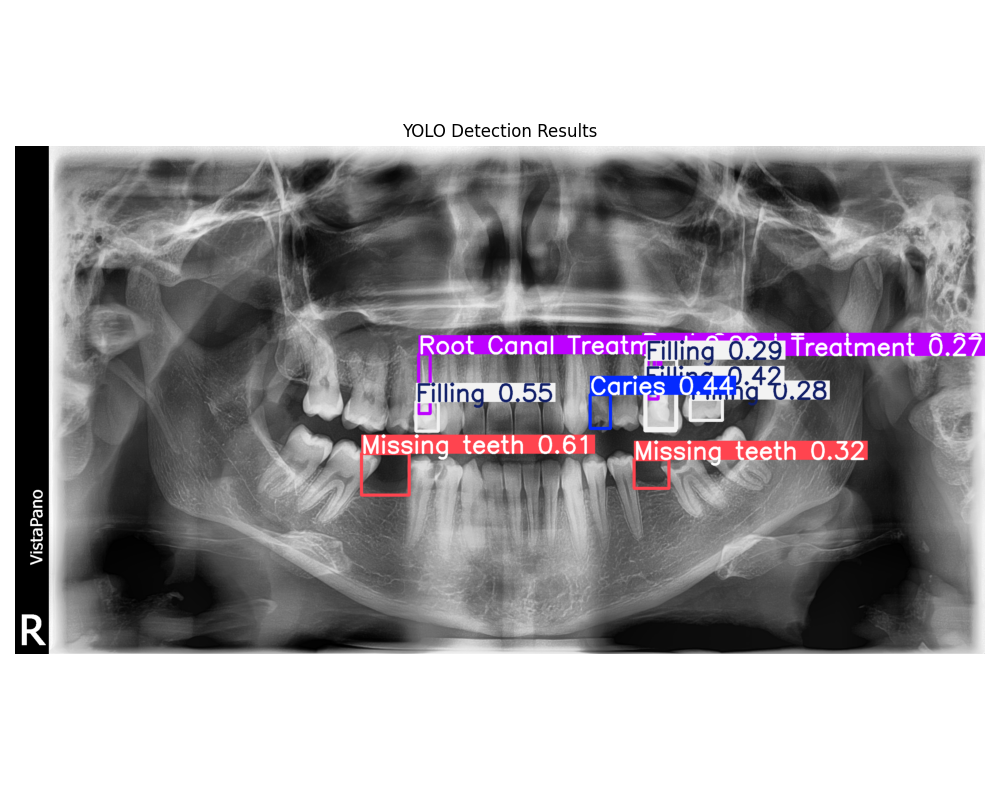 YOLO Detection Results
Root Canal Treatm
Treatment 0.27
Filling 0.29
Filling 0.42
Caries 0.44
0.28
Filling 0.55
Missing teeth 0.61
Missing teeth 0.32
VistaPano
R